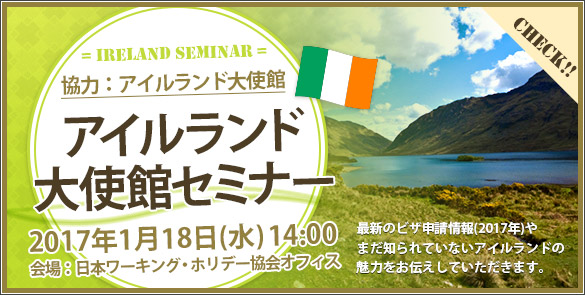 = IRELAND SEMINAR =
CHECK!!
協力：アイルランド大使館
アイルランド
大使館セミナー
2017年1月18日(水) 14:00
会場：日本ワーキング・ホリデー協会オフィス
最新のビザ申請情報(2017年)や
まだ知られていないアイルランドの
魅力をお伝えしていただきます。